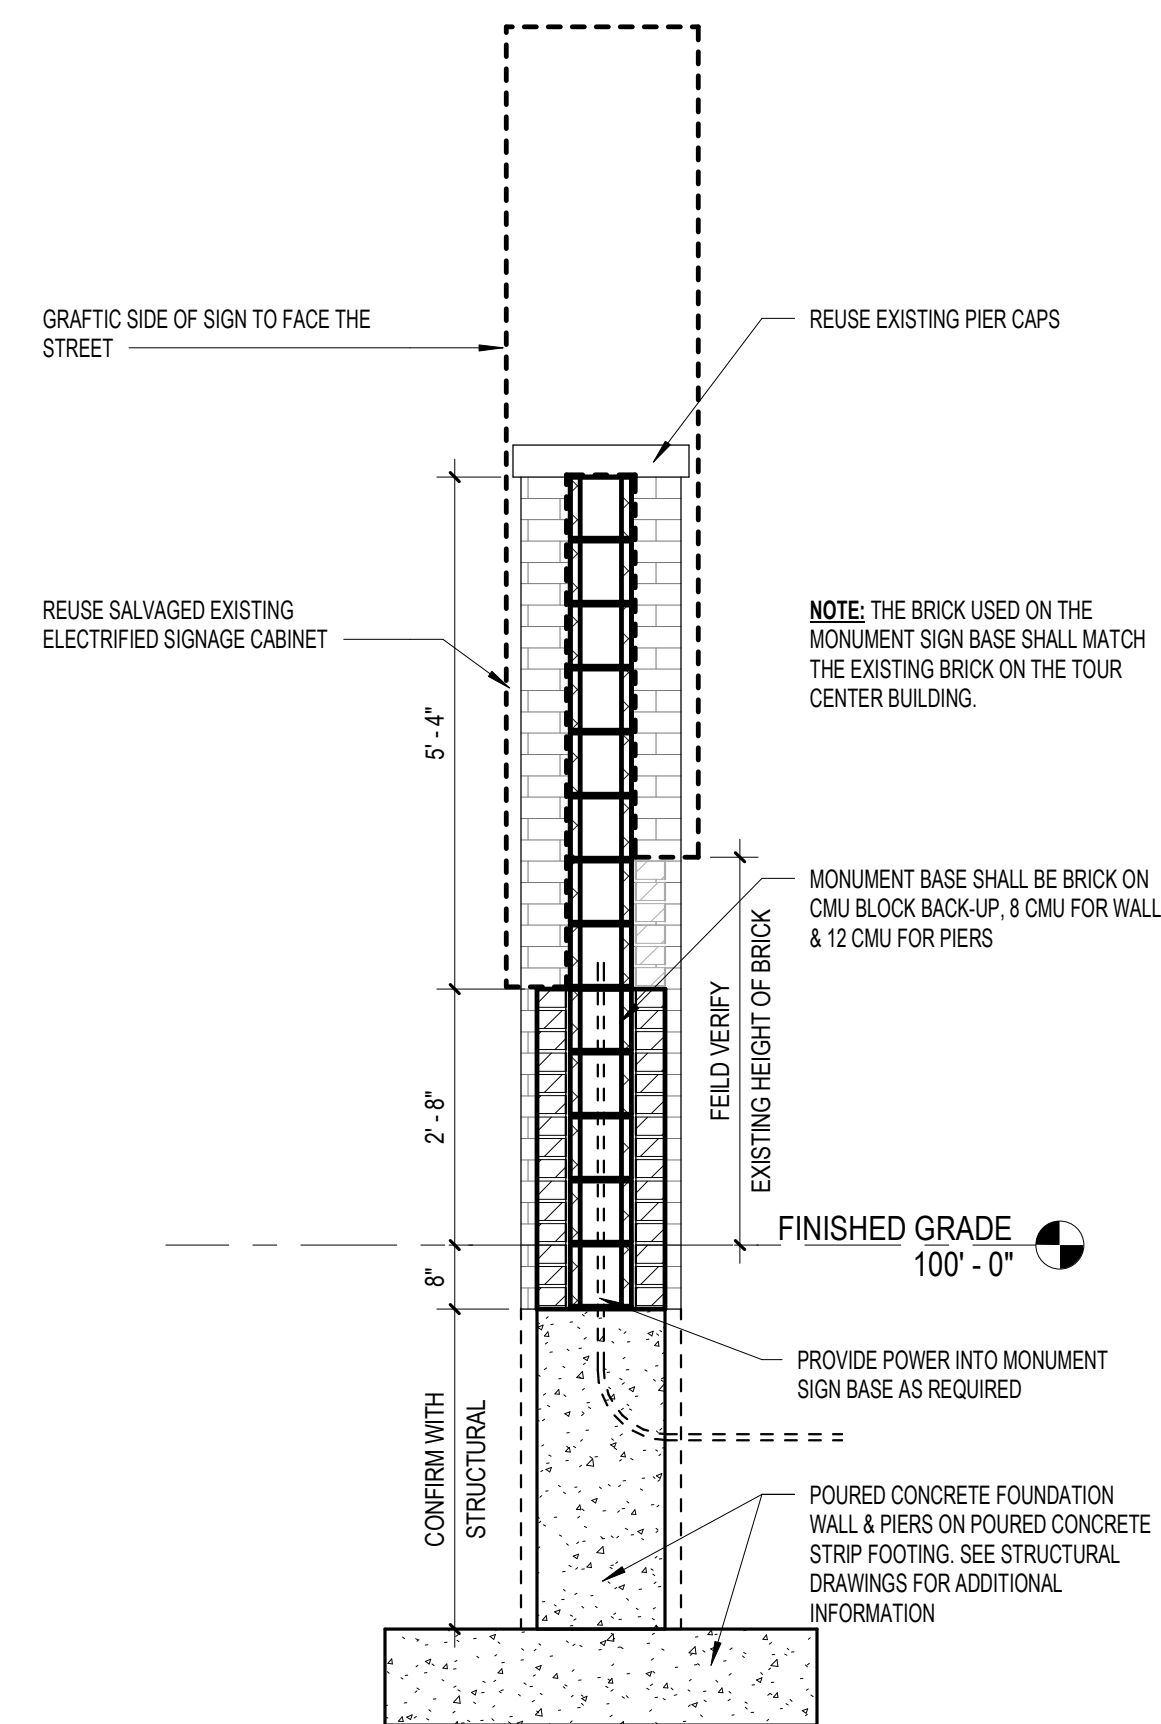 GRAFTIC SIDE OF SIGN TO FACE THE
STREET
REUSE EXISTING PIER CAPS
REUSE SALVAGED EXISTING
ELECTRIFIED SIGNAGE CABINET
NOTE: THE BRICK USED ON THE
MONUMENT SIGN BASE SHALL MATCH
THE EXISTING BRICK ON THE TOUR
CENTER BUILDING.
5' - 4"
MONUMENT BASE SHALL BE BRICK ON
CMU BLOCK BACK-UP, 8 CMU FOR WALL
& 12 CMU FOR PIERS
FEILD VERIFY
EXISTING HEIGHT OF BRICK
2' - 8"
FINISHED GRADE
100' - 0"
8"
PROVIDE POWER INTO MONUMENT
SIGN BASE AS REQUIRED
CONFIRM WITH
STRUCTURAL
POURED CONCRETE FOUNDATION
WALL & PIERS ON POURED CONCRETE
STRIP FOOTING. SEE STRUCTURAL
DRAWINGS FOR ADDITIONAL
INFORMATION